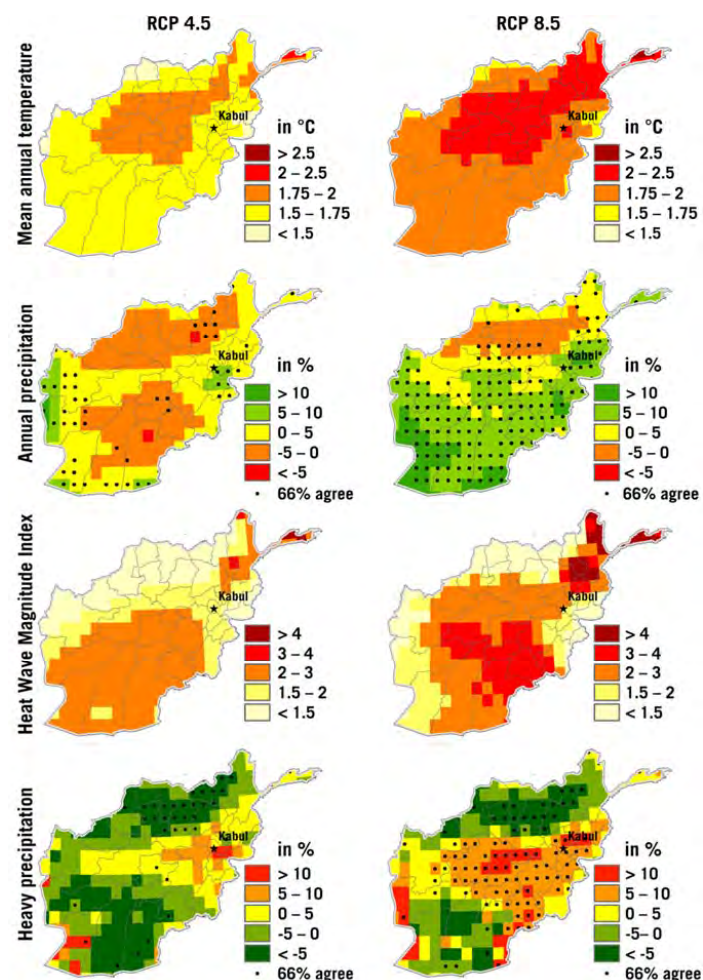 RCP 4.5
RCP 8.5
Mean annual temperature
Kabul
in °C
> 2.5
2 – 2.5
1.75 – 2
1.5 – 1.75
< 1.5
Kabul
in °C
> 2.5
2 – 2.5
1.75 – 2
1.5 – 1.75
< 1.5
Annual precipitation
Kabul
in %
> 10
5 – 10
0 – 5
-5 – 0
< -5
66% agree
Kabul
in %
> 10
5 – 10
0 – 5
-5 – 0
< -5
66% agree
Heat Wave Magnitude Index
Kabul
> 4
3 – 4
2 – 3
1.5 – 2
< 1.5
Kabul
> 4
3 – 4
2 – 3
1.5 – 2
< 1.5
Heavy precipitation
Kabul
in %
> 10
5 – 10
0 – 5
-5 – 0
< -5
66% agree
Kabul
in %
> 10
5 – 10
0 – 5
-5– 0
< -5
66% agree